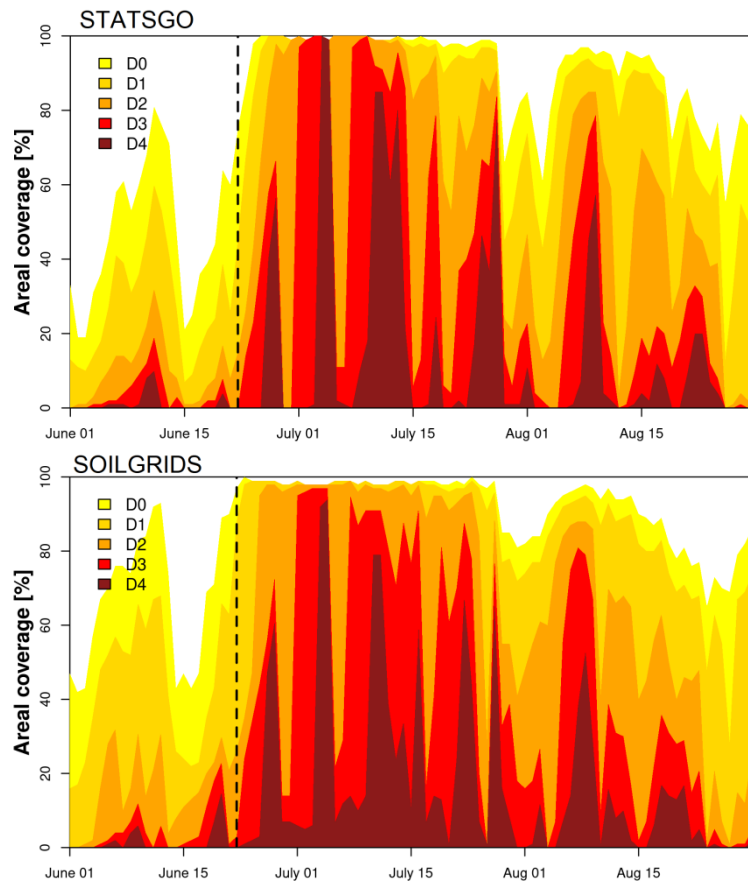 STATSGO
Areal coverage [%]
100
80
60
40
20
0
D0
D1
D2
D3
D4
June 01 June 15 July 01 July 15 Aug 01 Aug 15
SOILGRIDS
Areal coverage [%]
100
80
60
40
20
0
D0
D1
D2
D3
D4
June 01 June 15 July 01 July 15 Aug 01 Aug 15